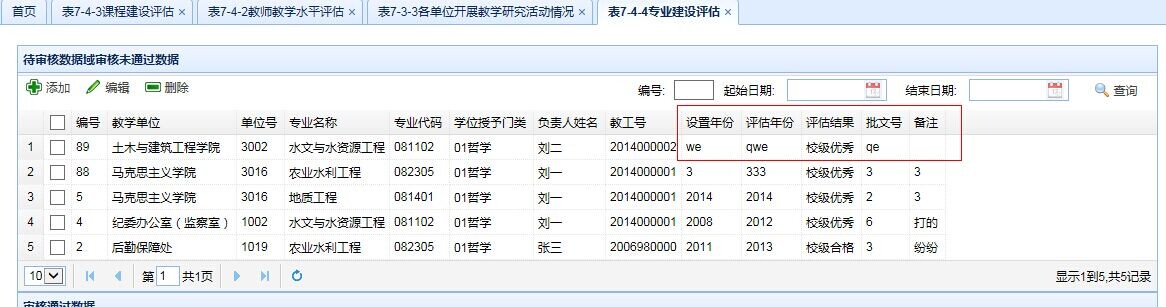 首页 表7-4-3课程建设评估 × 表7-4-2教师教学水平评估 × 表7-3-3各单位开展教学研究活动情况 × 表7-4-4专业建设评估 ×
待审核数据域审核未通过数据
添加 编辑 删除 编号: 起始日期: 结束日期: 查询
编号 教学单位 单位号 专业名称 专业代码 学位授予门类 负责人姓名 教工号 设置年份 评估年份 评估结果 批文号 备注
1 89 土木与建筑工程学院 3002 水文与水资源工程 081102 01哲学 刘二 2014000002 we qwe 校级优秀 qe
2 88 马克思主义学院 3016 农业水利工程 082305 01哲学 刘一 2014000001 3 333 校级优秀 3 3
3 5 马克思主义学院 3016 地质工程 081401 01哲学 刘一 2014000001 2014 2014 校级优秀 2 3
4 4 纪委办公室（监察室） 1002 水文与水资源工程 081102 01哲学 刘一 2014000001 2008 2012 校级优秀 6 打的
5 2 后勤保障处 1019 农业水利工程 082305 01哲学 张三 2006980000 2011 2013 校级合格 3 纷纷
10 第 1 共1页 显示1到5,共5记录
审核通过数据